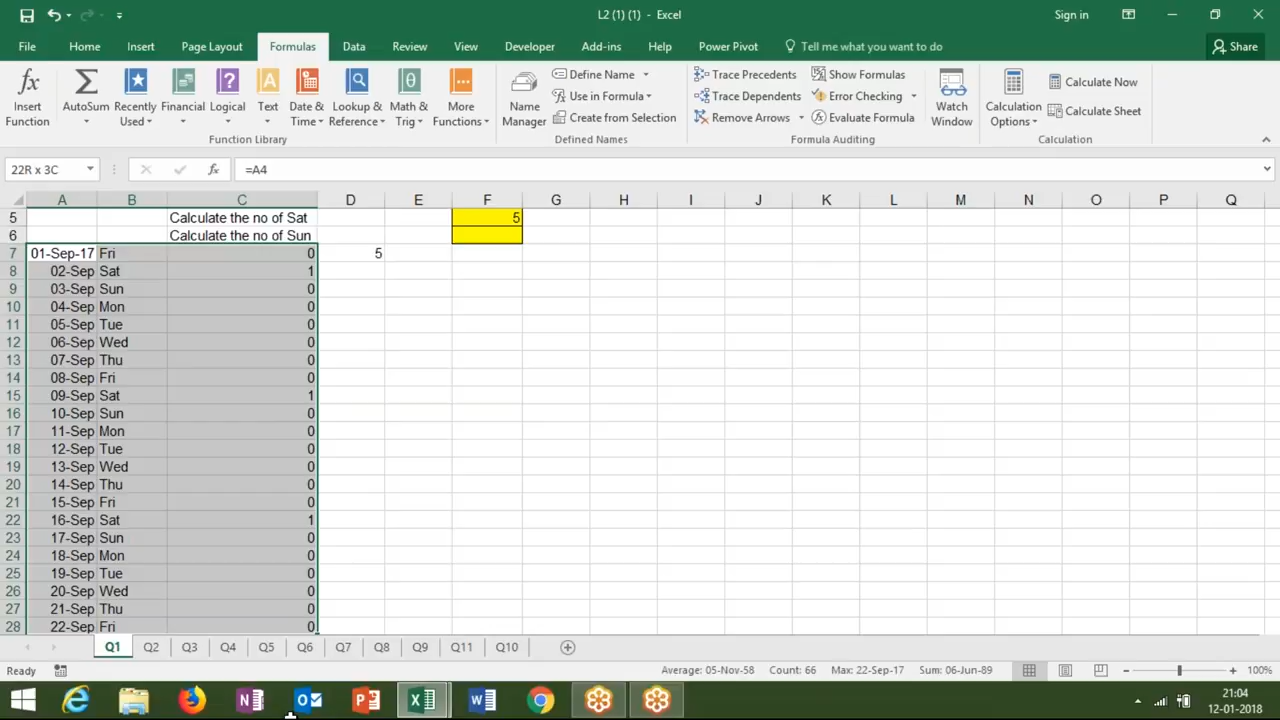 L2 (1) (1) - Excel
Sign in
File Home Insert Page Layout Formulas Data Review View Developer Add-ins Help Power Pivot Tell me what you want to do Share
Insert Function
AutoSum
Recently Used
Financial
Logical
Text
Date & Time
Lookup & Reference
Math & Trig
More Functions
Function Library
Name Manager
Define Name
Use in Formula
Create from Selection
Defined Names
Trace Precedents
Trace Dependents
Remove Arrows
Show Formulas
Error Checking
Evaluate Formula
Formula Auditing
Watch Window
Calculation Options
Calculate Now
Calculate Sheet
Calculation
22R x 3C fx =A4
A B C D E F G H I J K L M N O P Q
5 Calculate the no of Sat 5
6 Calculate the no of Sun
7 01-Sep-17 Fri 0 5
8 02-Sep Sat 1
9 03-Sep Sun 0
10 04-Sep Mon 0
11 05-Sep Tue 0
12 06-Sep Wed 0
13 07-Sep Thu 0
14 08-Sep Fri 0
15 09-Sep Sat 1
16 10-Sep Sun 0
17 11-Sep Mon 0
18 12-Sep Tue 0
19 13-Sep Wed 0
20 14-Sep Thu 0
21 15-Sep Fri 0
22 16-Sep Sat 1
23 17-Sep Sun 0
24 18-Sep Mon 0
25 19-Sep Tue 0
26 20-Sep Wed 0
27 21-Sep Thu 0
28 22-Sep Fri 0
Q1 Q2 Q3 Q4 Q5 Q6 Q7 Q8 Q9 Q11 Q10
Ready Average: 05-Nov-58 Count: 66 Max: 22-Sep-17 Sum: 06-Jun-89 100%
21:04
12-01-2018